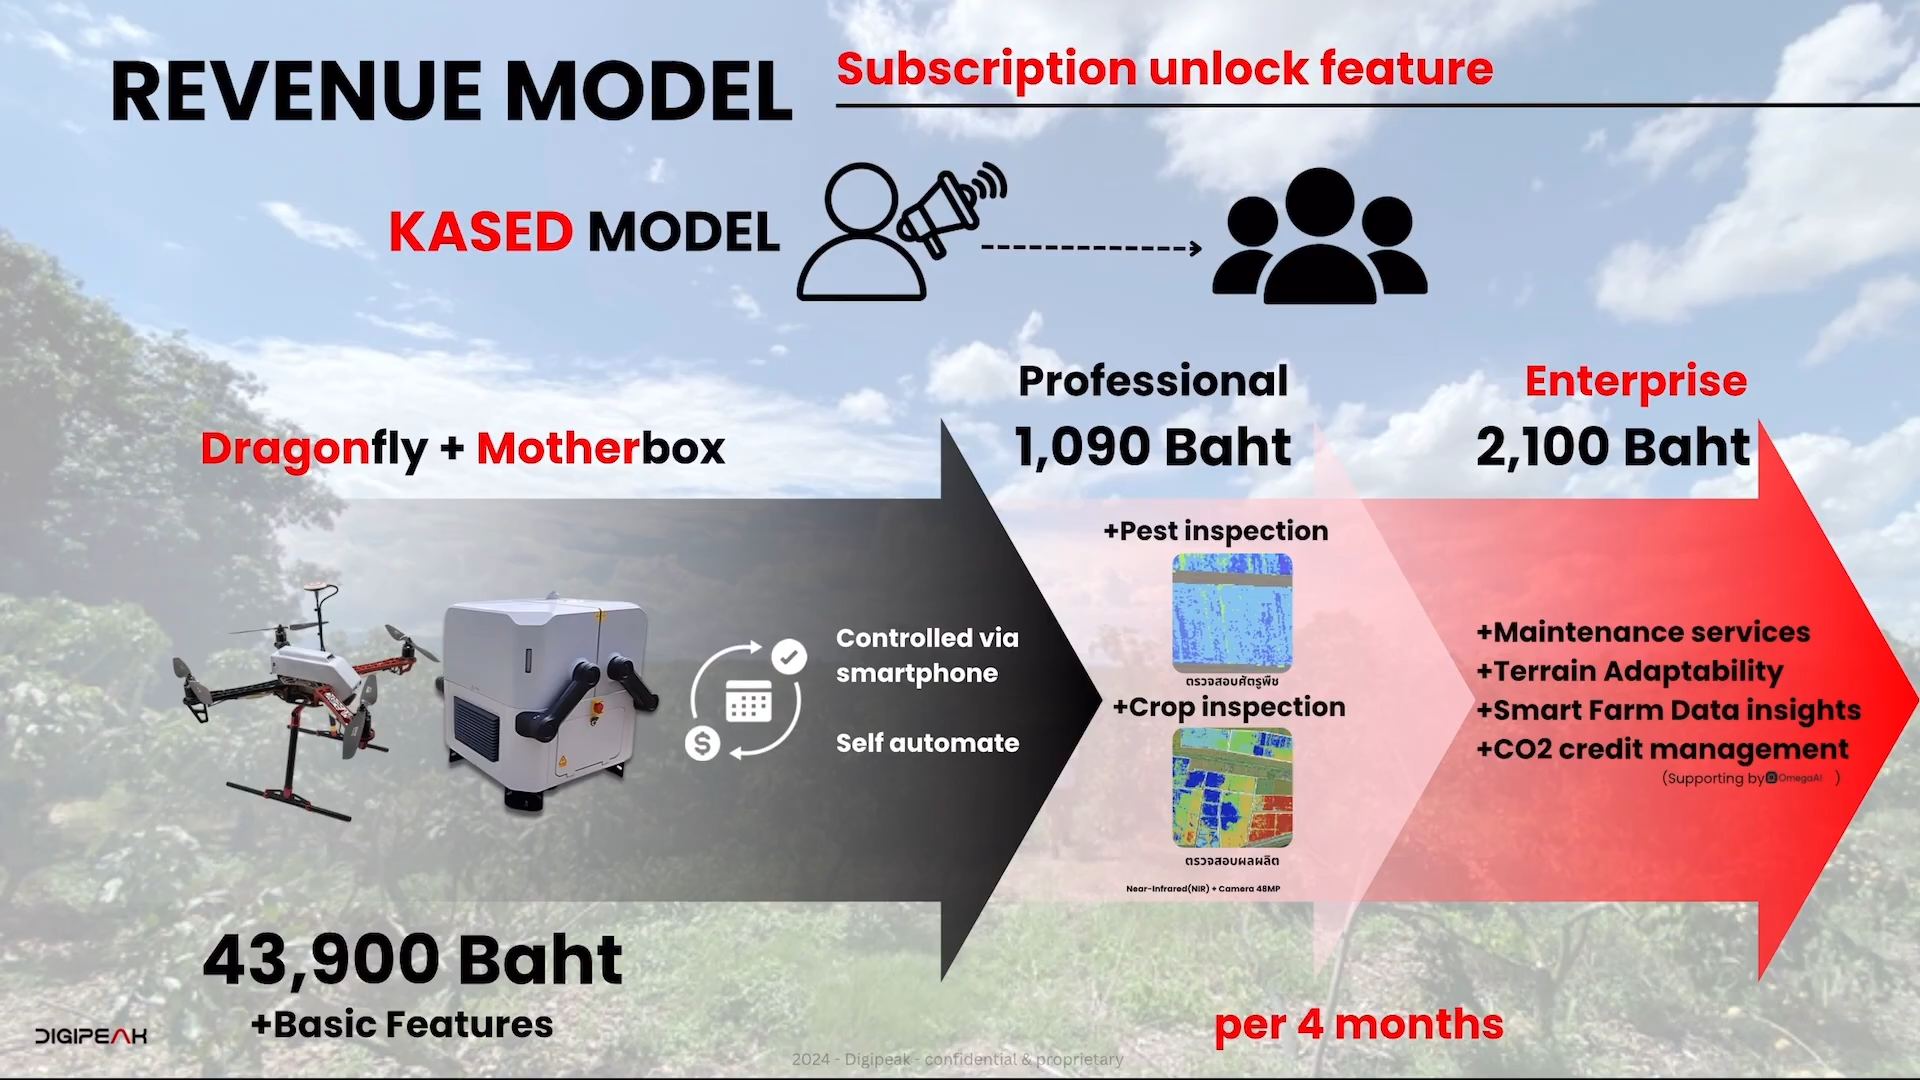 REVENUE MODEL
Subscription unlock feature
KASED MODEL
Dragonfly + Motherbox
Professional
1,090 Baht
Enterprise
2,100 Baht
Controlled via
smartphone
Self automate
+Pest inspection
ตรวจสอบศัตรูพืช
+Crop inspection
ตรวจสอบผลผลิต
Near-Infrared(NIR) + Camera 48MP
+Maintenance services
+Terrain Adaptability
+Smart Farm Data insights
+CO2 credit management
(Supporting by OmegaAI )
43,900 Baht
+Basic Features
per 4 months
DIGIPEAK
2024 - Digipeak - confidential & proprietary